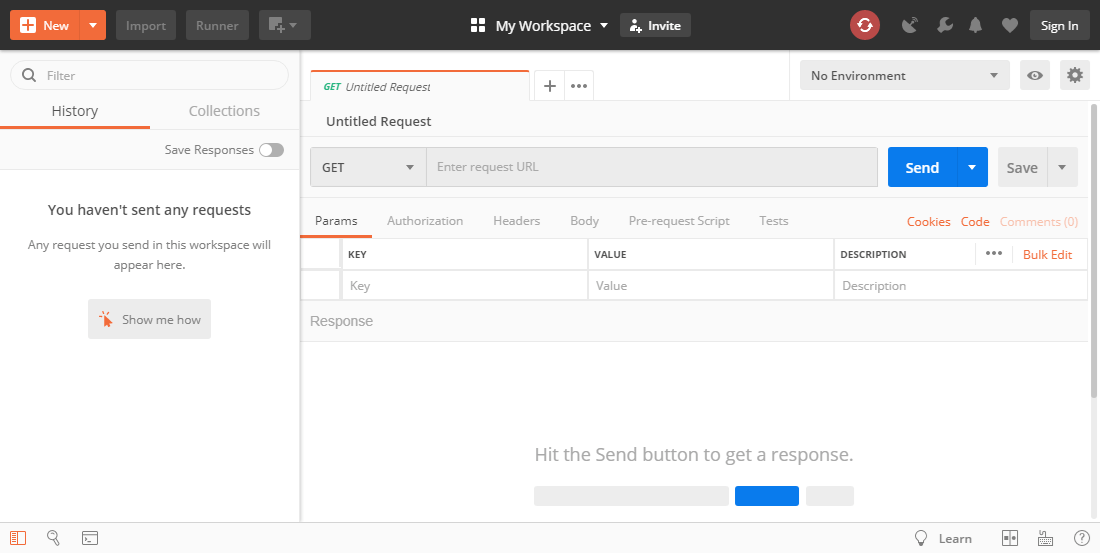 New
Import
Runner
My Workspace
Invite
Sign In
Filter
History
Collections
Save Responses
You haven't sent any requests
Any request you send in this workspace will
appear here.
Show me how
GET Untitled Request
No Environment
Untitled Request
GET
Enter request URL
Send
Save
Params
Authorization
Headers
Body
Pre-request Script
Tests
Cookies
Code
Comments (0)
KEY
VALUE
DESCRIPTION
Bulk Edit
Key
Value
Description
Response
Hit the Send button to get a response.
Learn